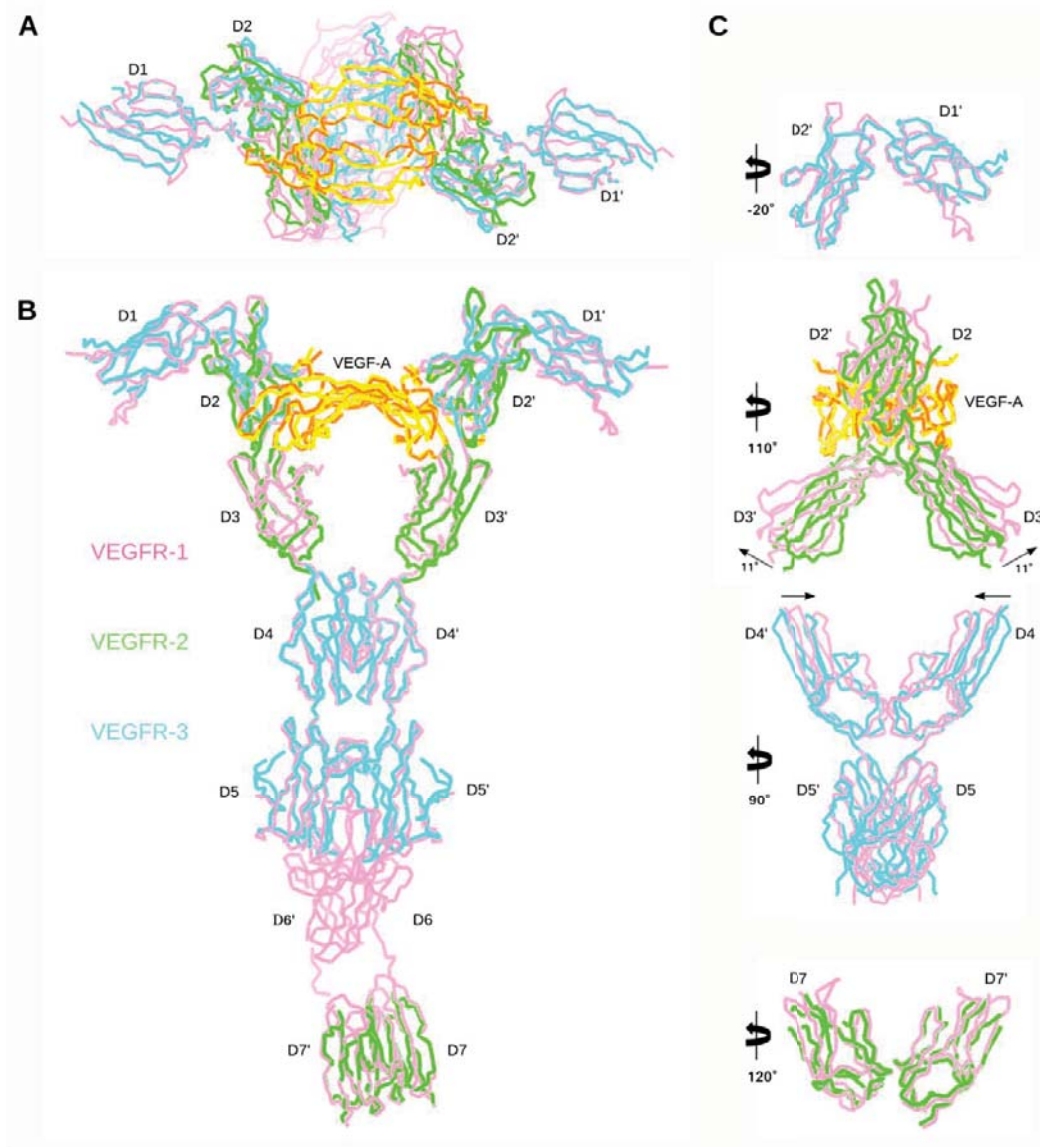 A
D2
D1
D1'
D2'
B
D1
D1'
VEGF-A
D2
D2'
D3
D3'
VEGFR-1
VEGFR-2
VEGFR-3
D4
D4'
D5
D5'
D6'
D6
D7'
D7
C
D2'
D1'
-20°
D2'
D2
VEGF-A
110°
D3'
D3
11°
11°
D4'
D4
D5'
D5
90°
D7
D7'
120°